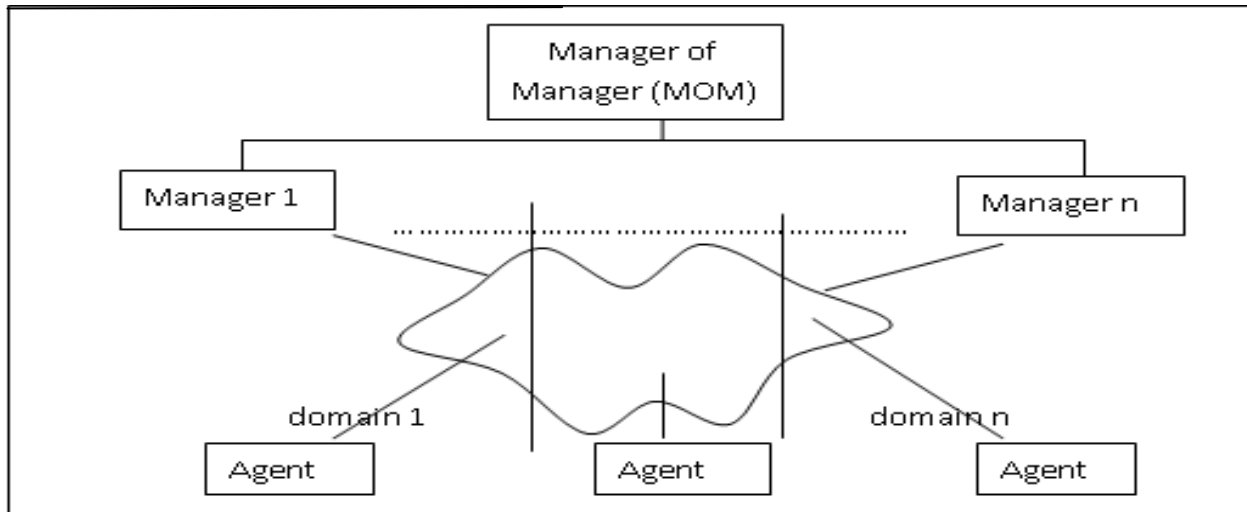 Manager of
Manager (MOM)
Manager 1
Manager n
domain 1
domain n
Agent
Agent
Agent